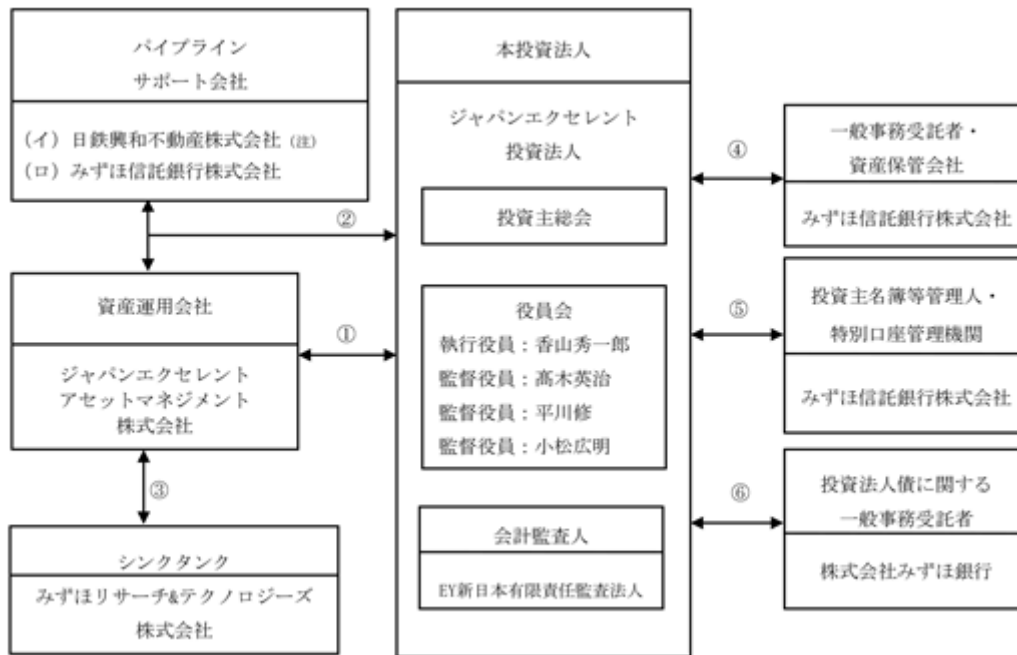 パイプライン
サポート会社
（イ）日鉄興和不動産株式会社（注）
（ロ）みずほ信託銀行株式会社
②
資産運用会社
ジャパンエクセレント
アセットマネジメント
株式会社
①
③
シンクタンク
みずほリサーチ&テクノロジーズ
株式会社
本投資法人
ジャパンエクセレント
投資法人
投資主総会
役員会
執行役員：香山秀一郎
監督役員：髙木英治
監督役員：平川修
監督役員：小松広明
会計監査人
EY新日本有限責任監査法人
④
一般事務受託者・
資産保管会社
みずほ信託銀行株式会社
⑤
投資主名簿等管理人・
特別口座管理機関
みずほ信託銀行株式会社
⑥
投資法人債に関する
一般事務受託者
株式会社みずほ銀行